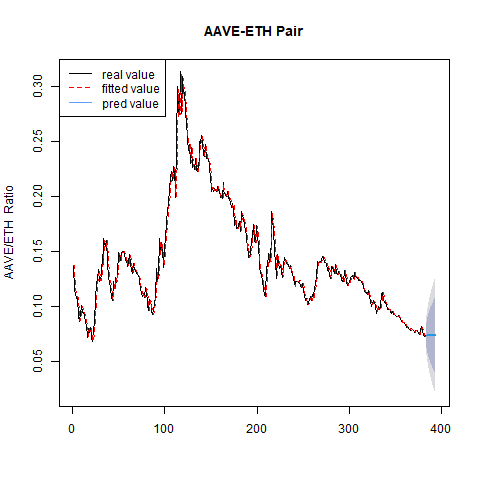 AAVE-ETH Pair
real value
fitted value
pred value
AAVE/ETH Ratio
0.30
0.25
0.20
0.15
0.10
0.05
0
100
200
300
400